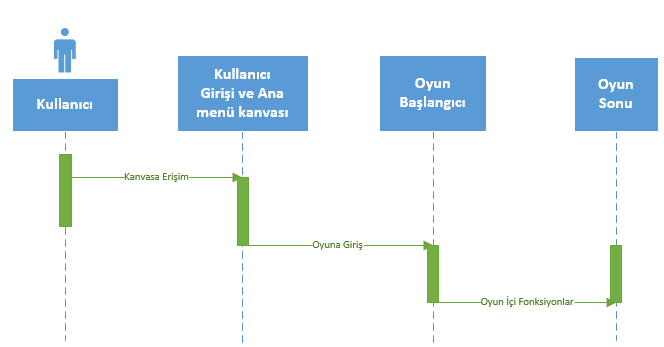 Kullanıcı
Kullanıcı
Girişi ve Ana
menü kanvası
Oyun
Başlangıcı
Oyun
Sonu
Kanvasa Erişim
Oyuna Giriş
Oyun İçi Fonksiyonlar